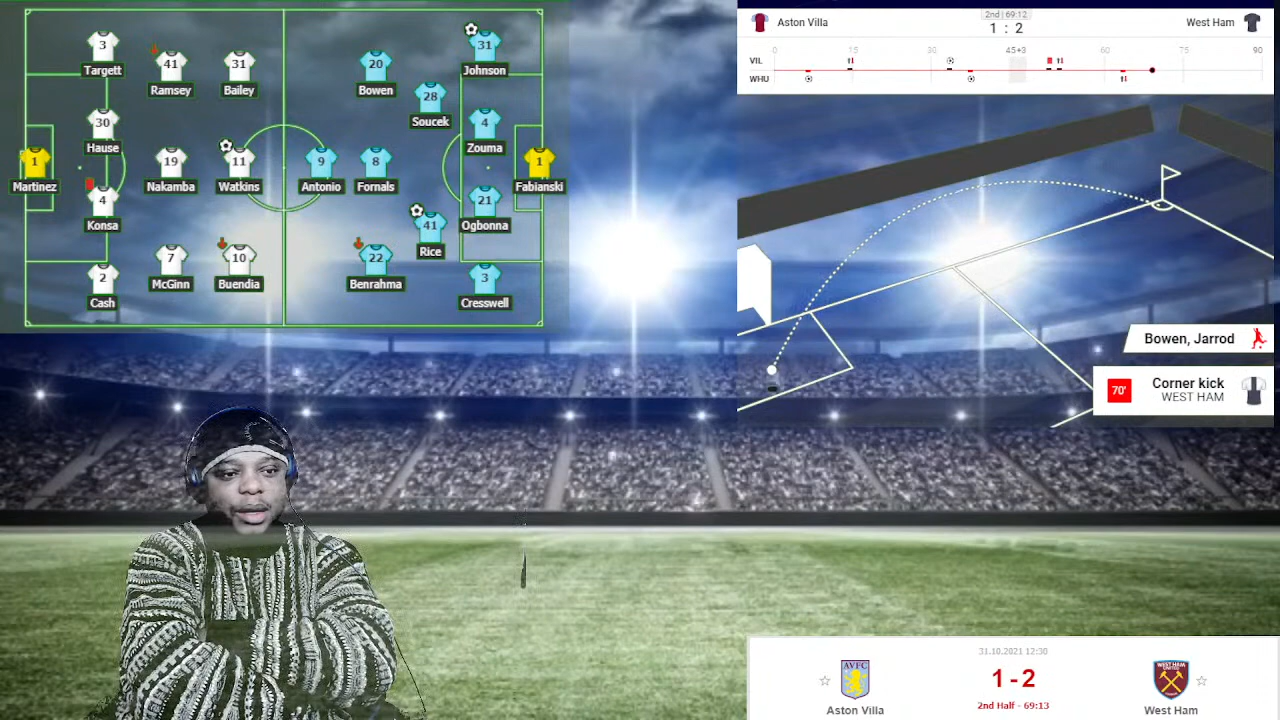 3
Targett
41
Ramsey
31
Bailey
20
Bowen
31
Johnson
28
Soucek
30
Hause
4
Zouma
1
Martinez
19
Nakamba
11
Watkins
9
Antonio
8
Fornals
1
Fabianski
4
Konsa
41
Rice
21
Ogbonna
2
Cash
7
McGinn
10
Buendia
22
Benrahma
3
Cresswell
Aston Villa
2nd | 69:12
1 : 2
West Ham
0 15 30 45+3 60 75 90
VIL
WHU
Bowen, Jarrod
70'
Corner kick
WEST HAM
31.10.2021 12:30
AVFC
1 - 2
2nd Half - 69:13
WEST HAM
UNITED
Aston Villa
West Ham